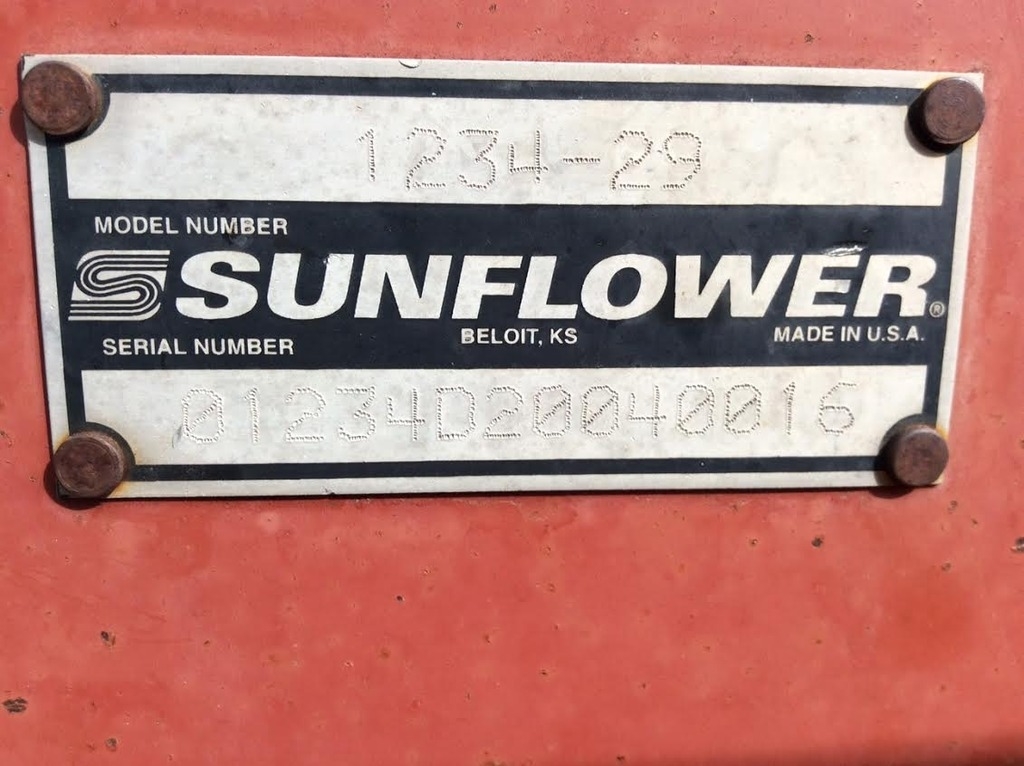 1234-29
MODEL NUMBER
SUNFLOWER®
BELOIT, KS MADE IN U.S.A.
SERIAL NUMBER
01234D20040016